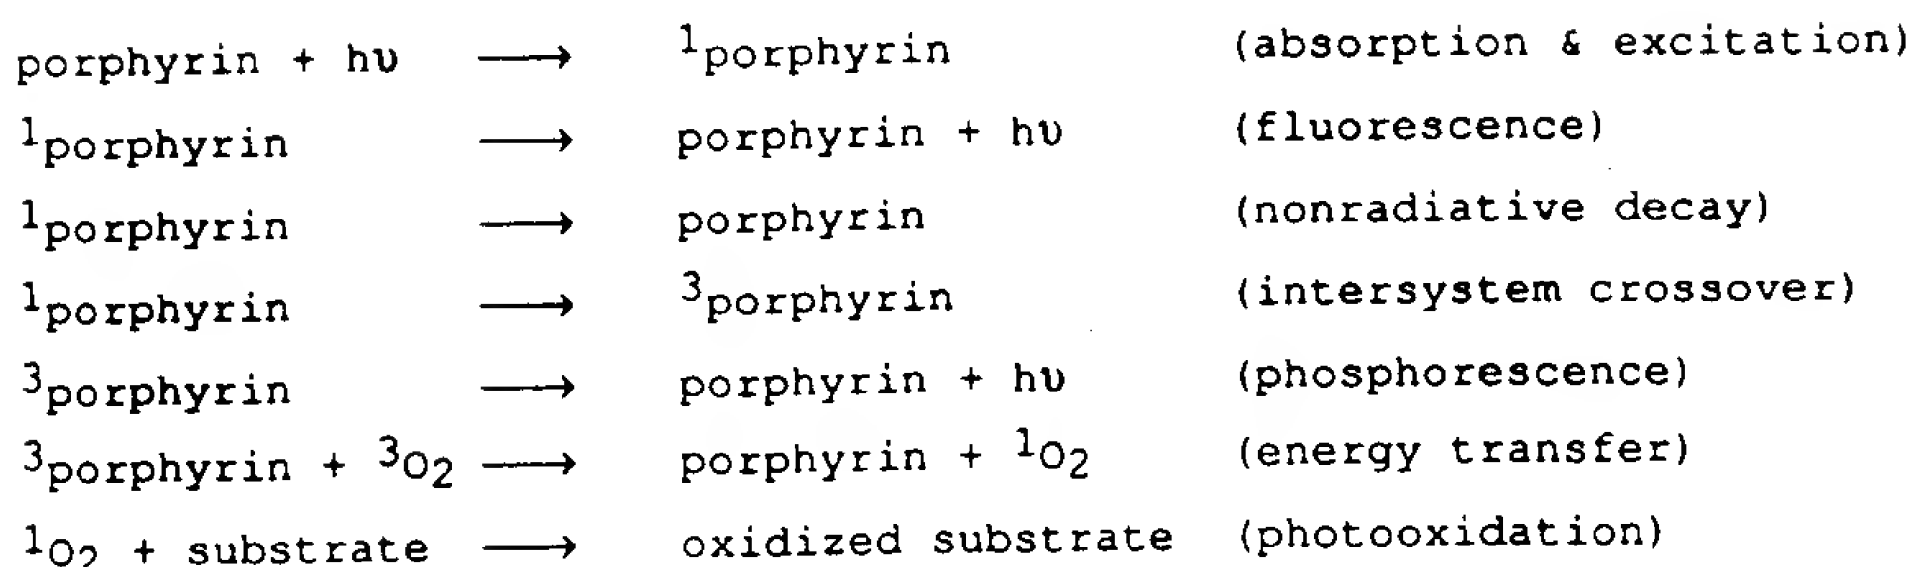 porphyrin + hυ ⟶ ¹porphyrin (absorption & excitation)
¹porphyrin ⟶ porphyrin + hυ (fluorescence)
¹porphyrin ⟶ porphyrin (nonradiative decay)
¹porphyrin ⟶ ³porphyrin (intersystem crossover)
³porphyrin ⟶ porphyrin + hυ (phosphorescence)
³porphyrin + ³O₂ ⟶ porphyrin + ¹O₂ (energy transfer)
¹O₂ + substrate ⟶ oxidized substrate (photooxidation)